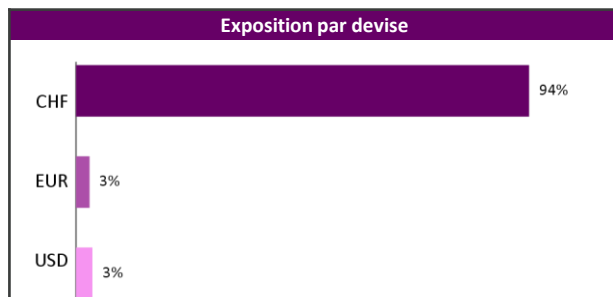 Exposition par devise
CHF 94%
EUR 3%
USD 3%